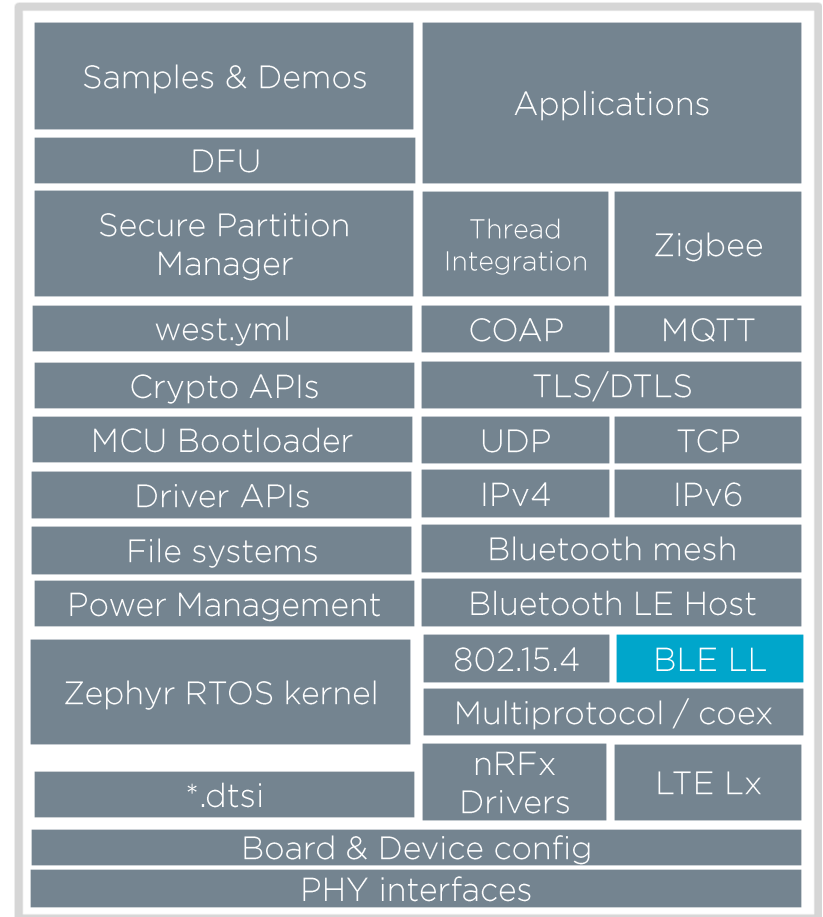 Samples & Demos
Applications
DFU
Secure Partition
Manager
Thread
Integration
Zigbee
west.yml
COAP
MQTT
Crypto APIs
TLS/DTLS
MCU Bootloader
UDP
TCP
Driver APIs
IPv4
IPv6
File systems
Bluetooth mesh
Power Management
Bluetooth LE Host
Zephyr RTOS kernel
802.15.4
BLE LL
Multiprotocol / coex
*.dtsi
nRFx
Drivers
LTE Lx
Board & Device config
PHY interfaces